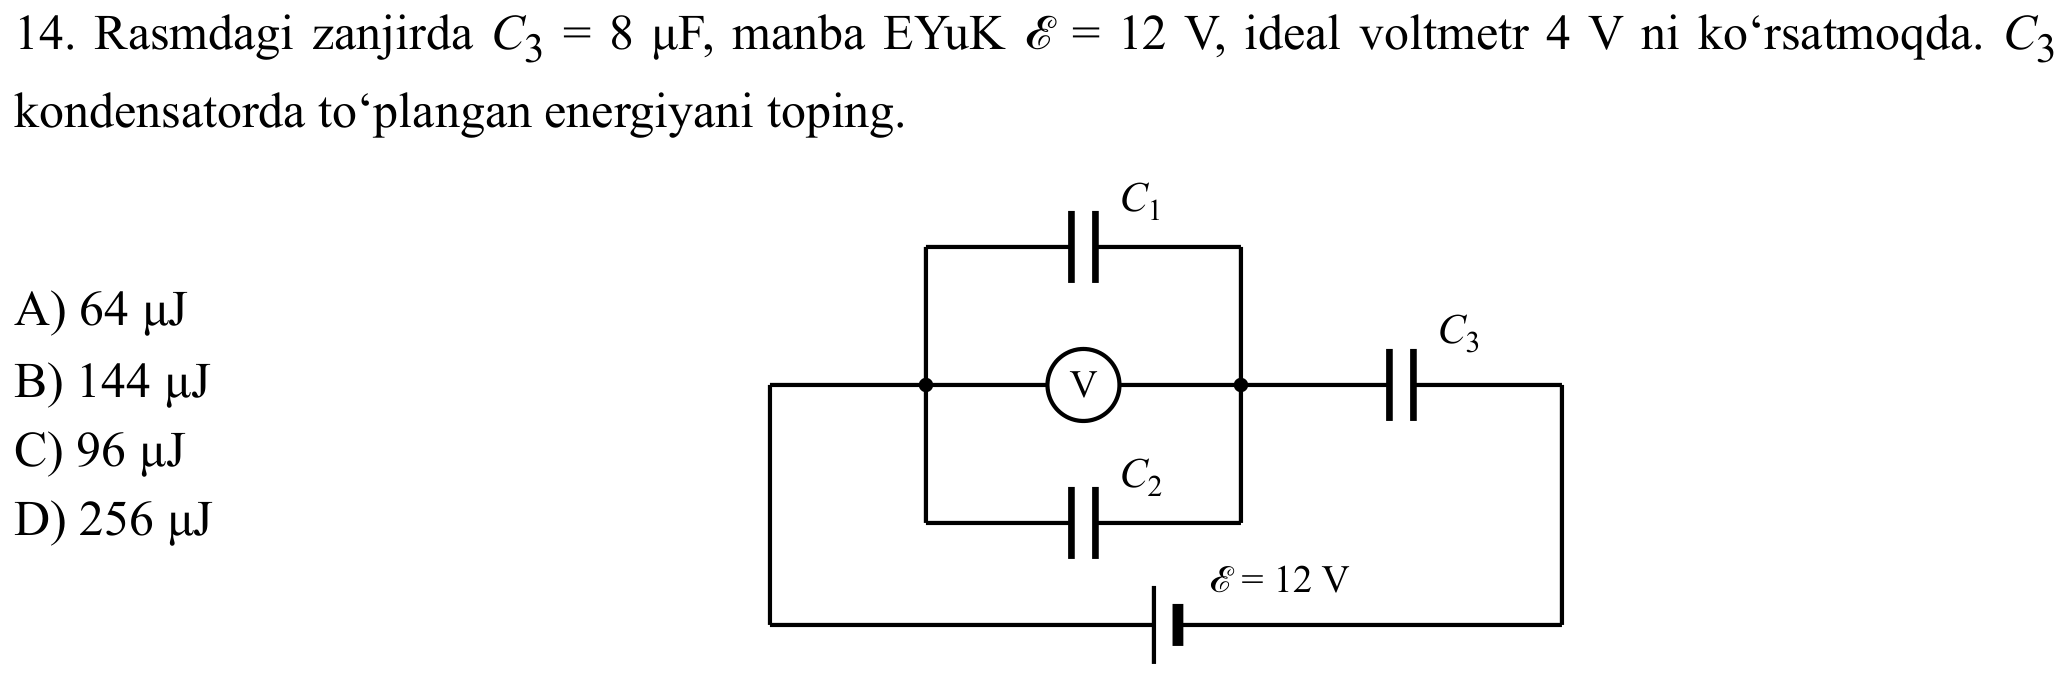 14. Rasmdagi zanjirda C₃ = 8 μF, manba EYuK ℰ = 12 V, ideal voltmetr 4 V ni ko‘rsatmoqda. C₃
kondensatorda to‘plangan energiyani toping.
C₁
A) 64 μJ
C₃
B) 144 μJ
V
C) 96 μJ
C₂
D) 256 μJ
ℰ = 12 V